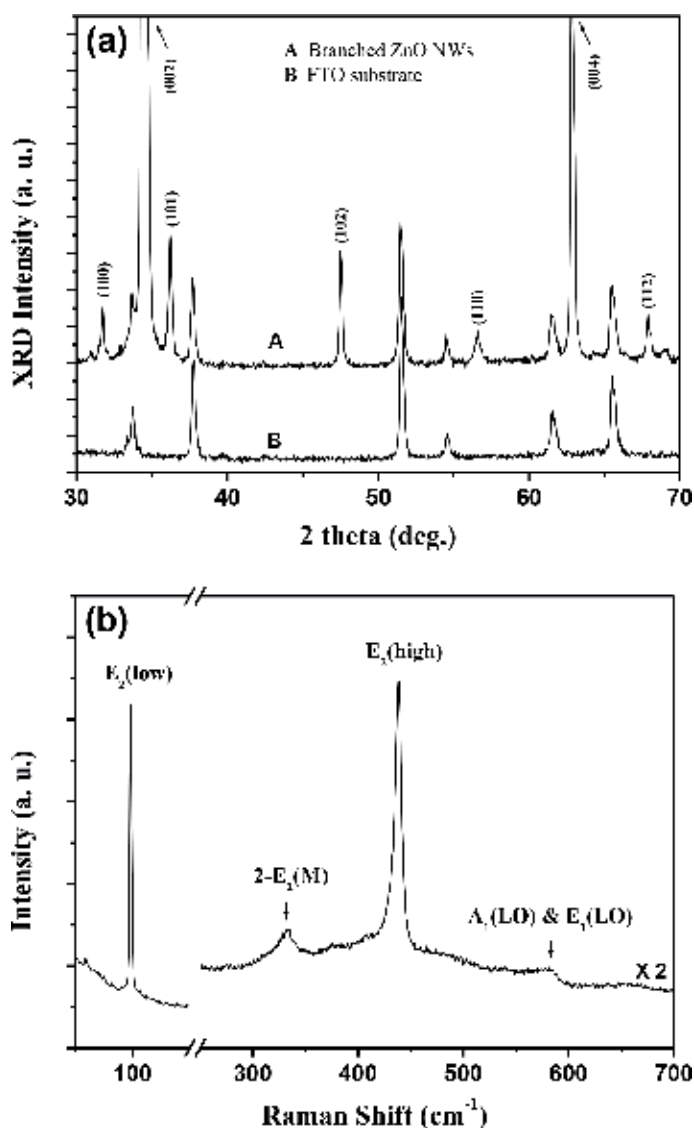 (a)
A Branched ZnO NWs
B FTO substrate
(002)
(004)
(101)
(102)
(100)
(110)
(112)
A
B
XRD Intensity (a. u.)
30 40 50 60 70
2 theta (deg.)
(b)
E₂(low)
E₂(high)
2-E₂(M)
A₁(LO) & E₁(LO)
X 2
Intensity (a. u.)
100 300 400 500 600 700
Raman Shift (cm⁻¹)